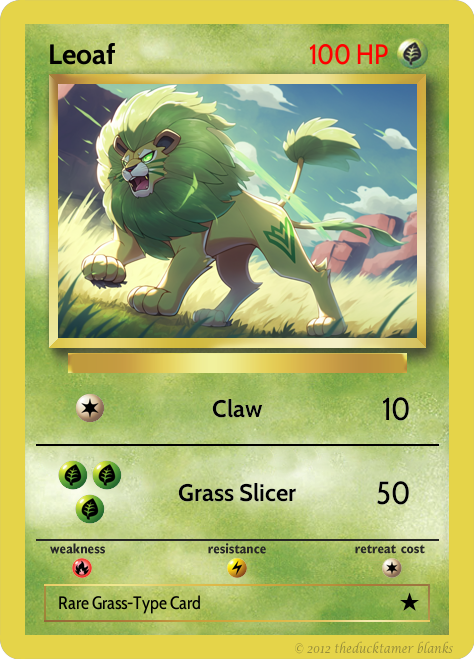 Leoaf 100 HP
Claw 10
Grass Slicer 50
weakness resistance retreat cost
Rare Grass-Type Card
© 2012 theducktamer blanks